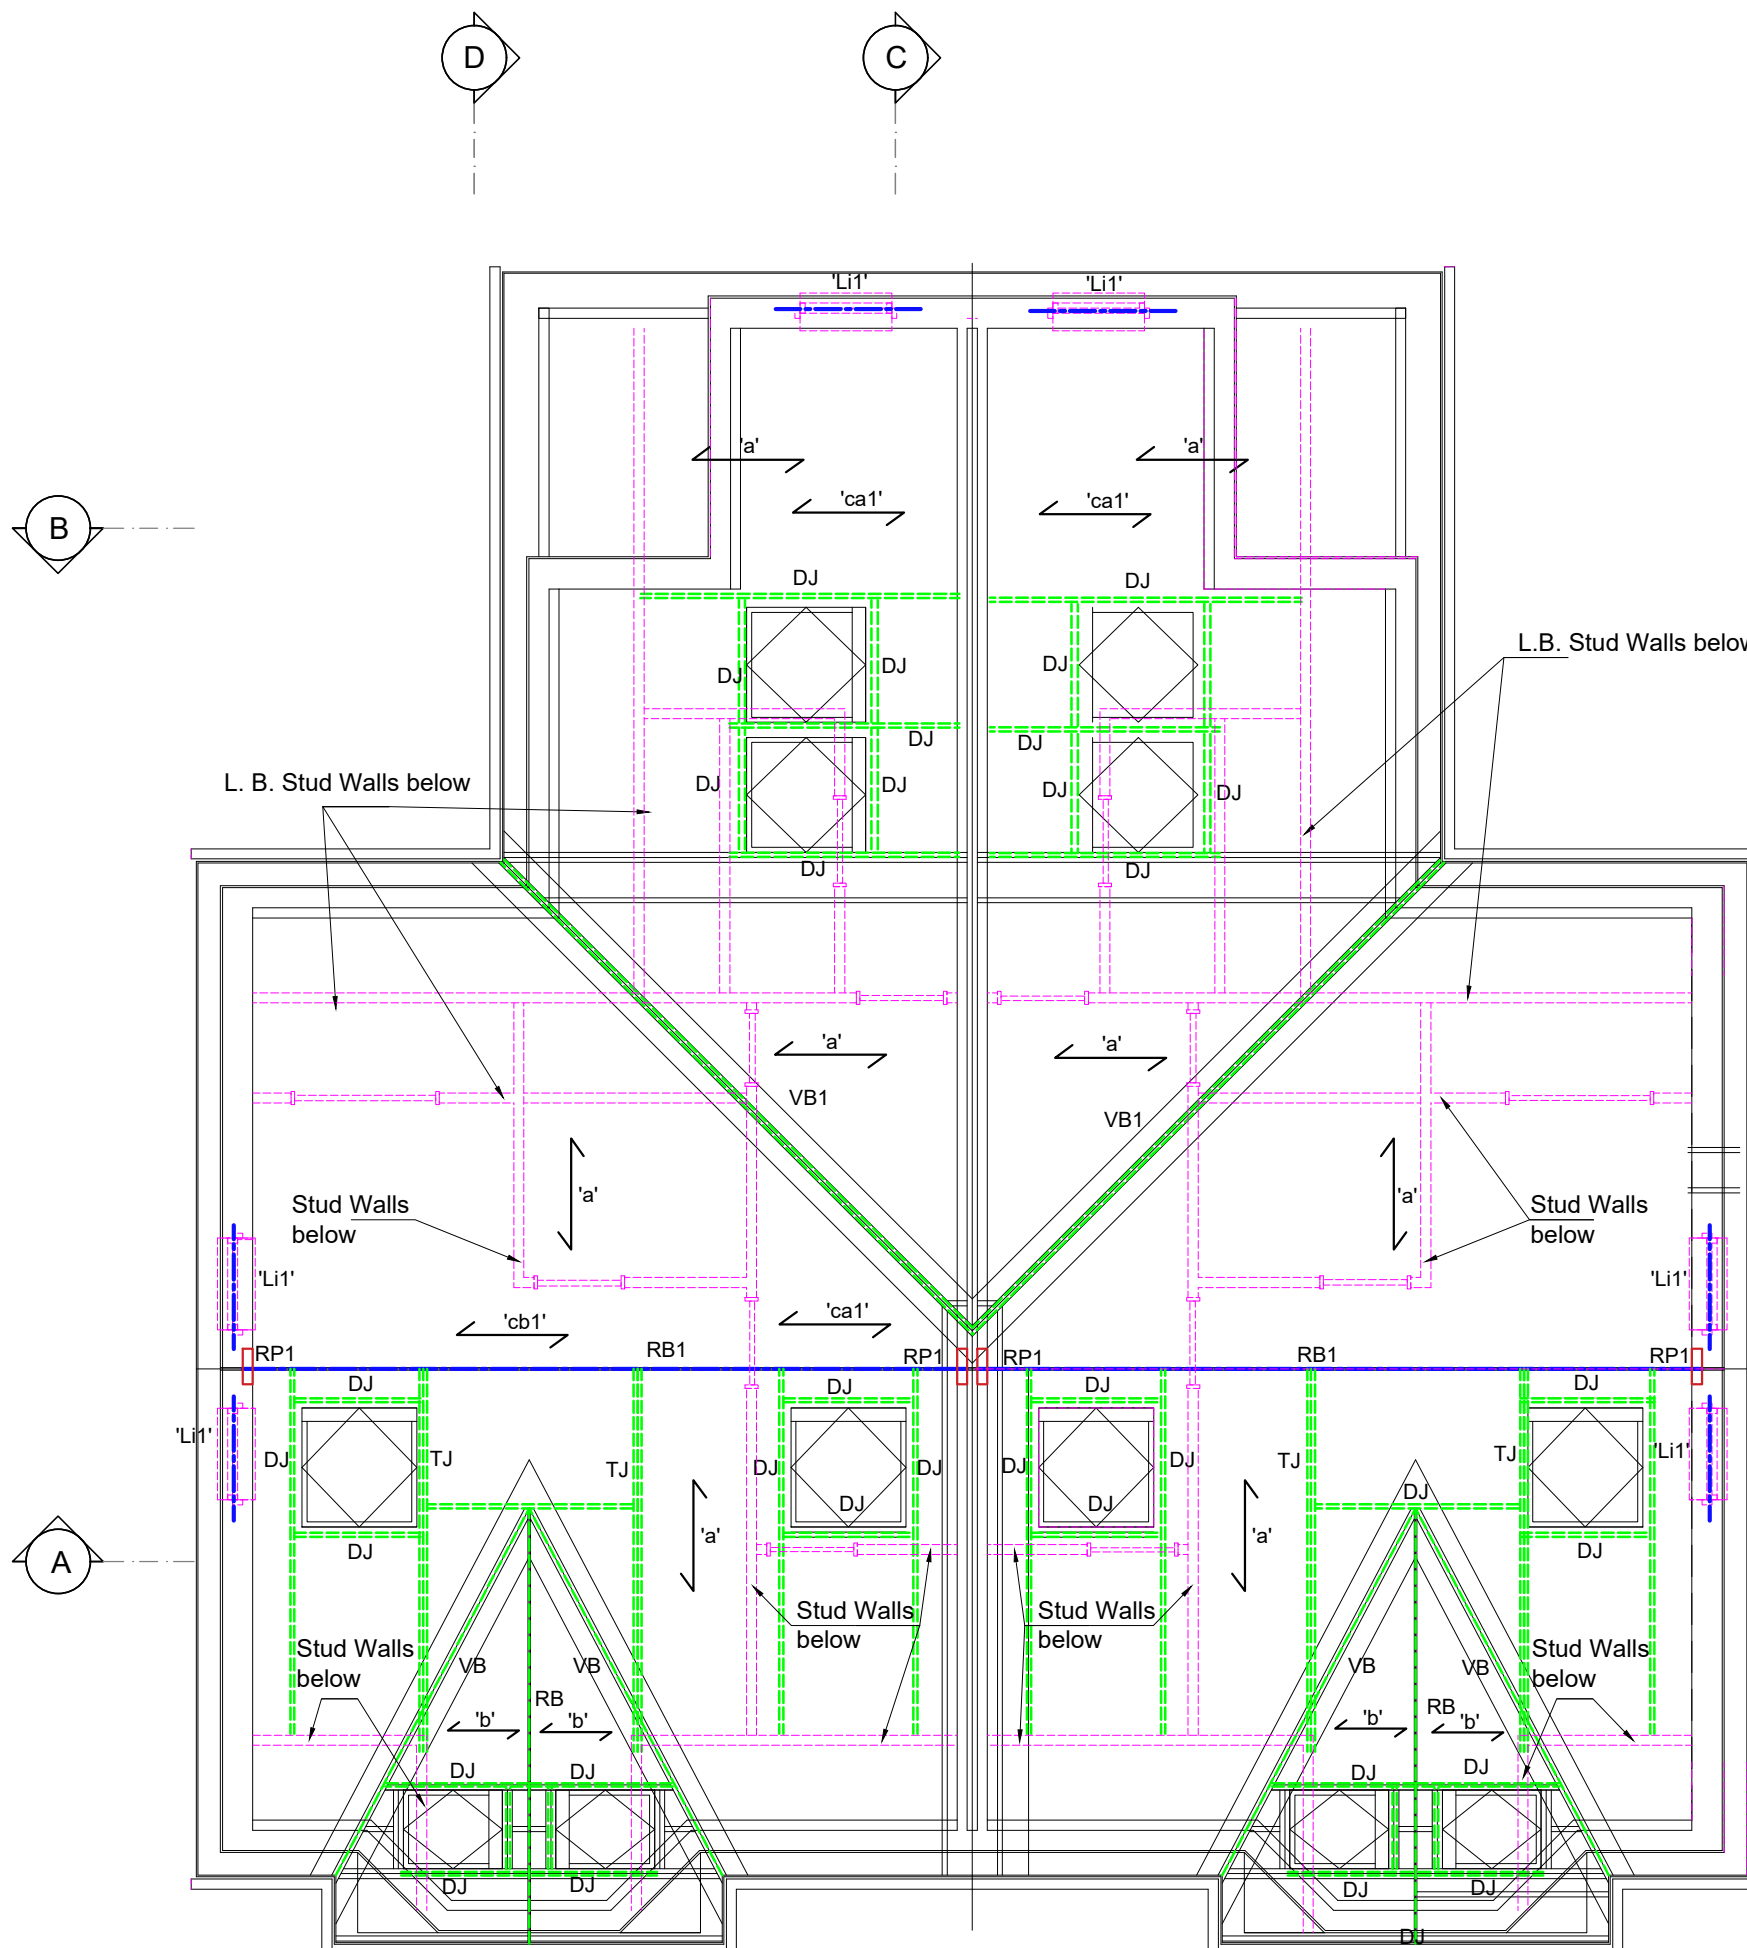 D
C
'Li1'
'Li1'
'a'
'a'
'ca1'
'ca1'
B
DJ
DJ
L.B. Stud Walls below
DJ
DJ
DJ
DJ
DJ
L. B. Stud Walls below
DJ
DJ
DJ
DJ
DJ
DJ
'a'
'a'
VB1
VB1
'a'
'a'
Stud Walls
below
Stud Walls
below
'Li1'
'Li1'
'cb1'
'ca1'
RP1
RB1
RP1
RP1
RB1
RP1
DJ
DJ
DJ
DJ
'Li1'
DJ
TJ
TJ
DJ
DJ
DJ
DJ
TJ
TJ
'Li1'
DJ
DJ
DJ
DJ
DJ
'a'
'a'
A
Stud Walls
below
Stud Walls
below
Stud Walls
below
Stud Walls
below
VB
VB
VB
VB
RB
RB
'b'
'b'
'b'
'b'
DJ
DJ
DJ
DJ
DJ
DJ
DJ
DJ
DJ